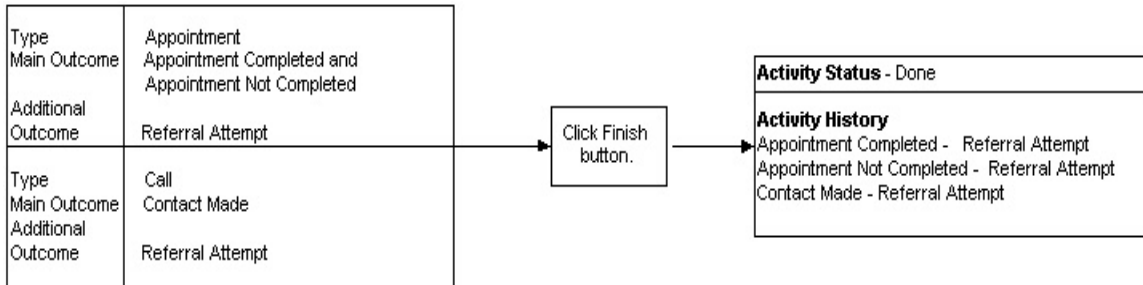 Type Appointment
Main Outcome Appointment Completed and
Appointment Not Completed
Additional
Outcome Referral Attempt
Type Call
Main Outcome Contact Made
Additional
Outcome Referral Attempt
Click Finish
button.
Activity Status - Done
Activity History
Appointment Completed - Referral Attempt
Appointment Not Completed - Referral Attempt
Contact Made - Referral Attempt